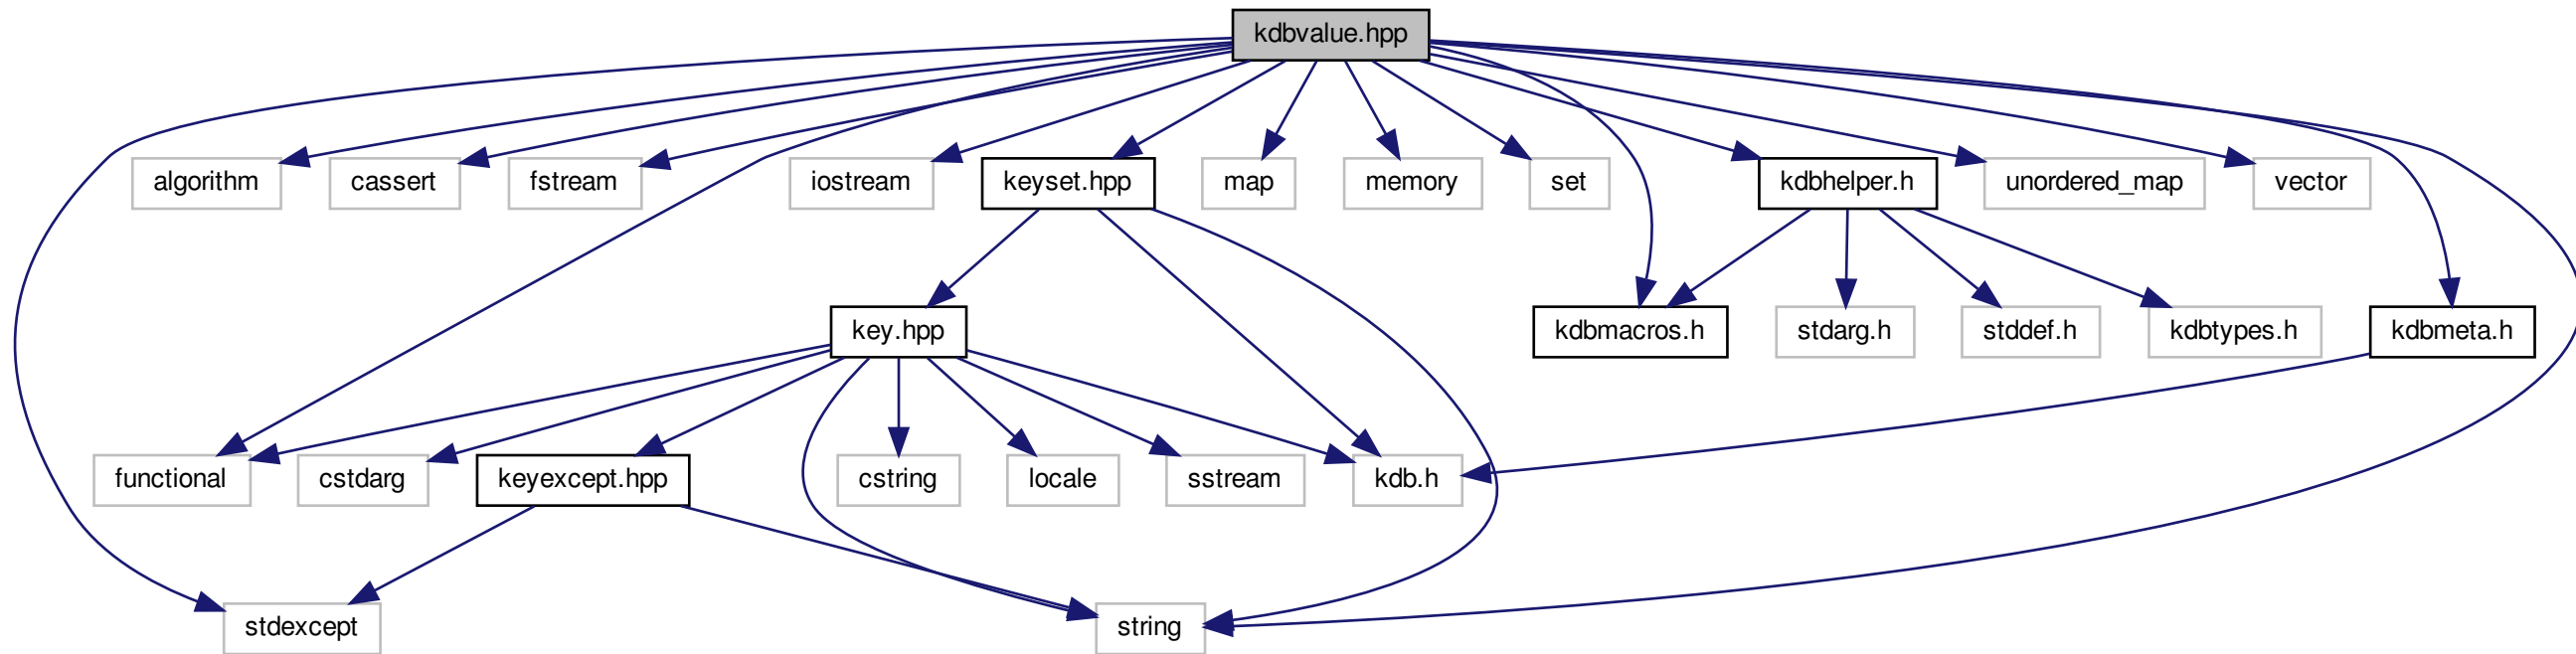 kdbvalue.hpp
algorithm
cassert
fstream
iostream
keyset.hpp
map
memory
set
kdbhelper.h
unordered_map
vector
key.hpp
kdbmacros.h
stdarg.h
stddef.h
kdbtypes.h
kdbmeta.h
functional
cstdarg
keyexcept.hpp
cstring
locale
sstream
kdb.h
stdexcept
string